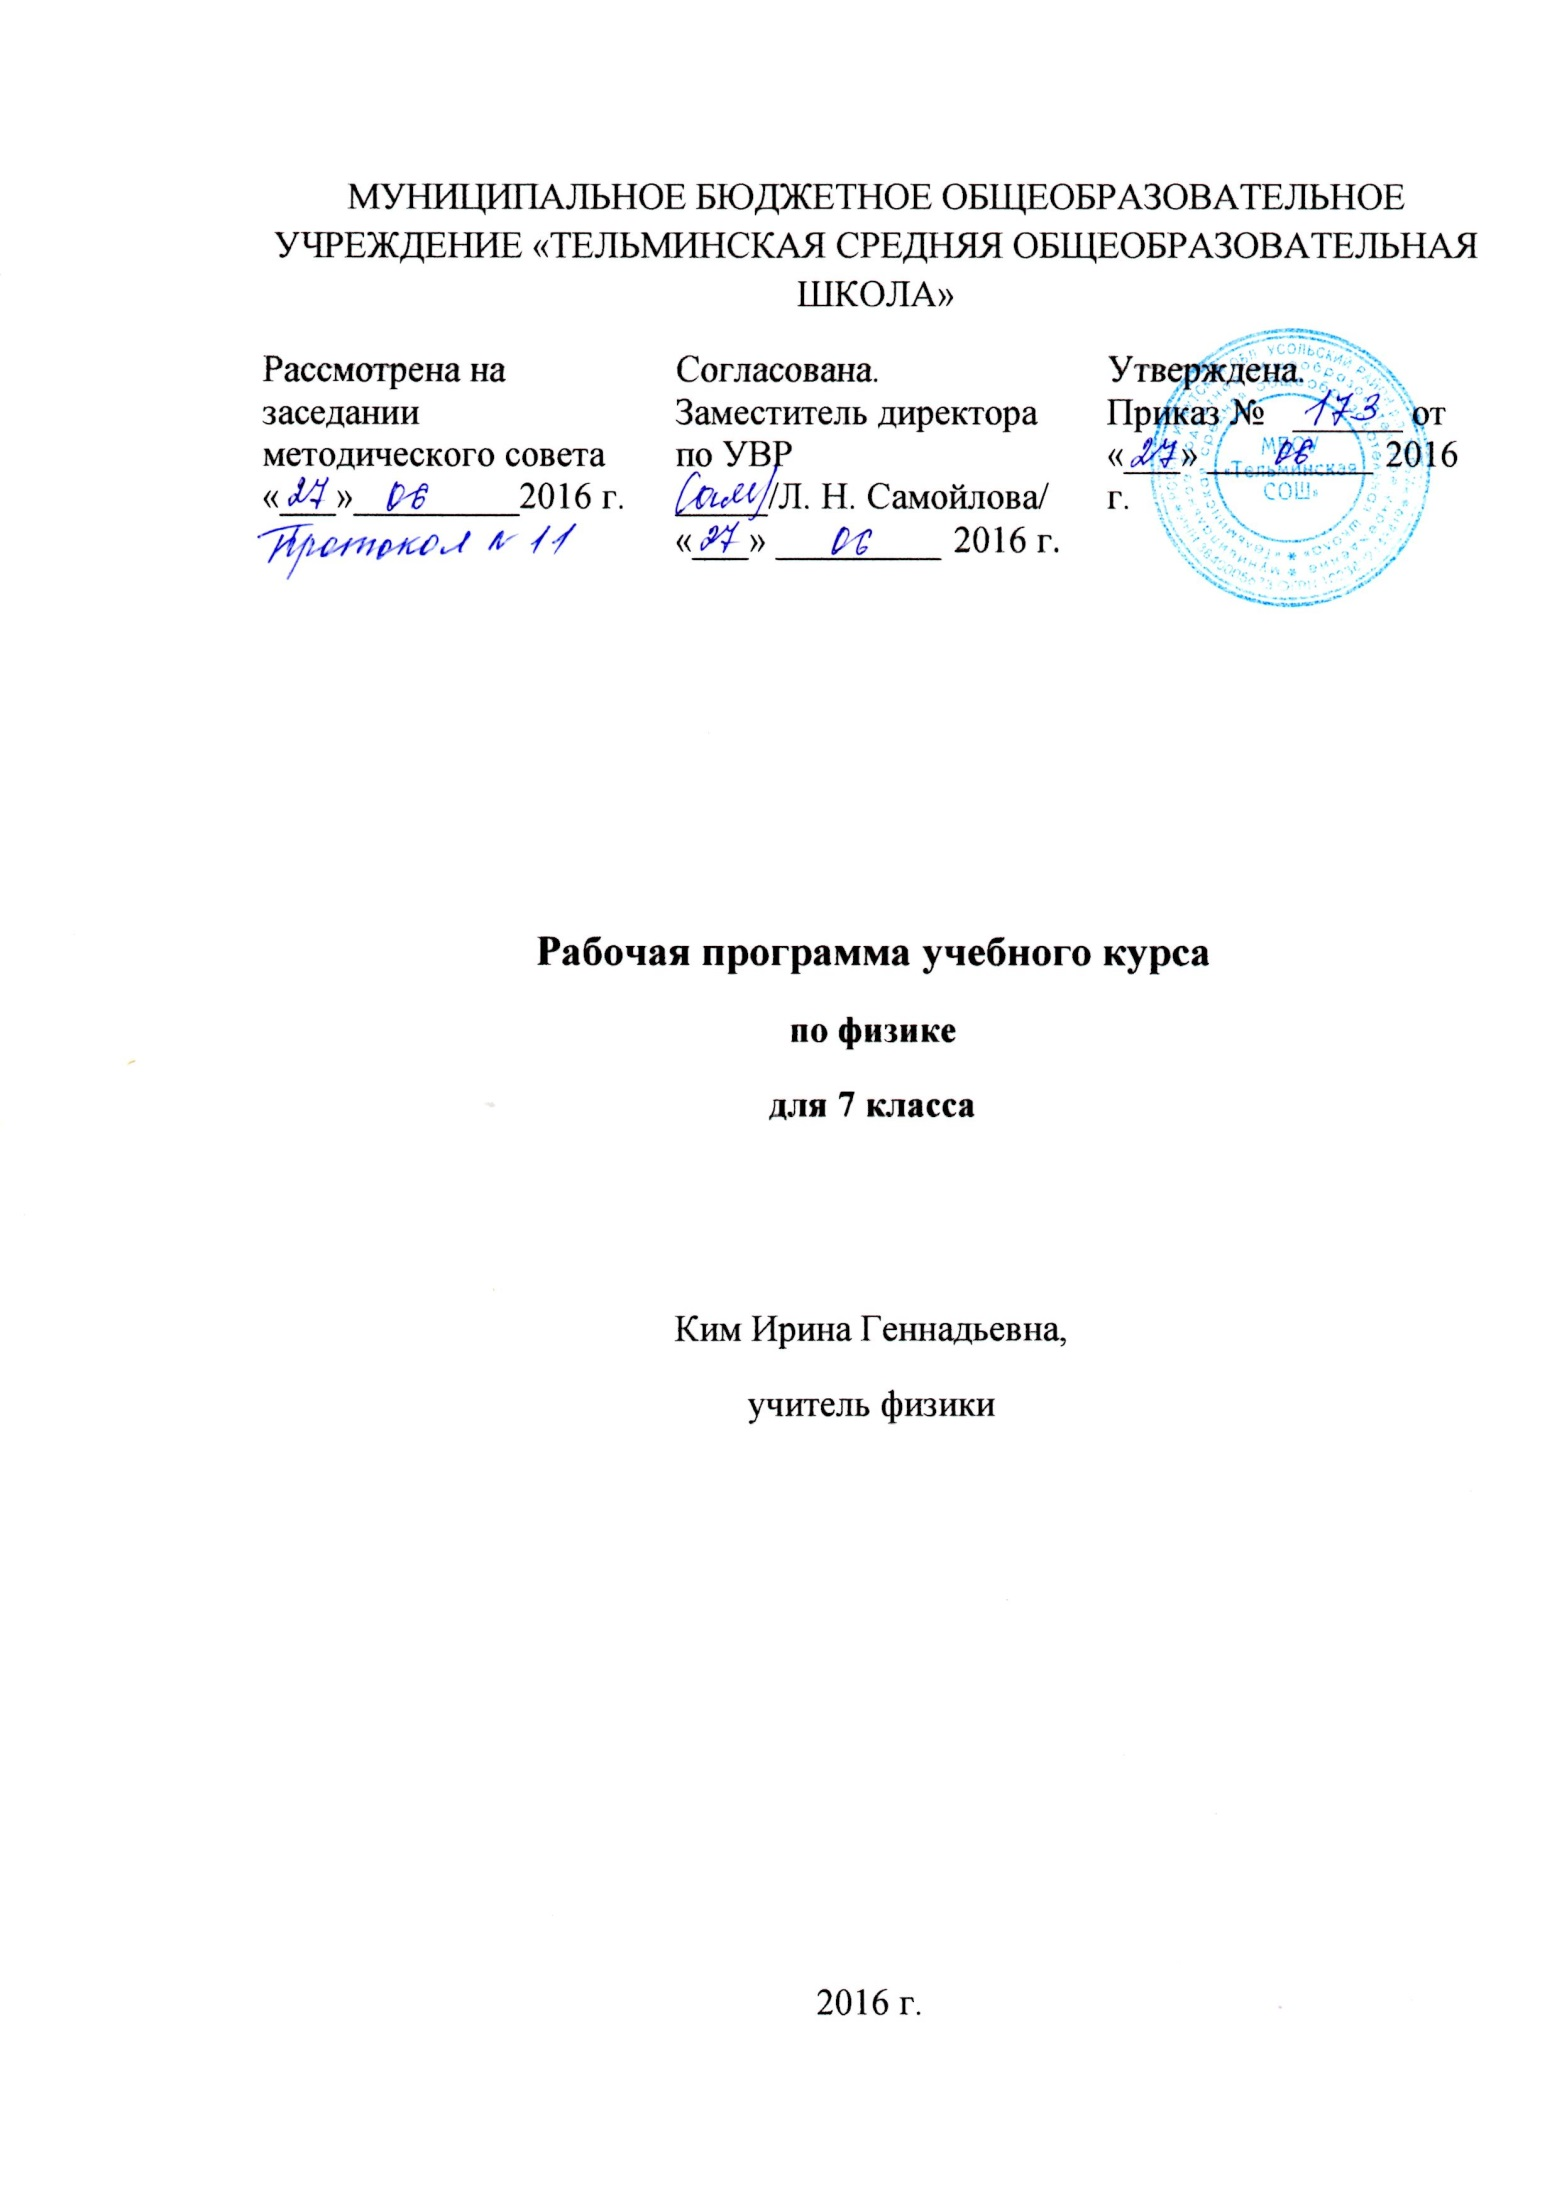 МУНИЦИПАЛЬНОЕ БЮДЖЕТНОЕ ОБЩЕОБРАЗОВАТЕЛЬНОЕ
УЧРЕЖДЕНИЕ «ТЕЛЬМИНСКАЯ СРЕДНЯЯ ОБЩЕОБРАЗОВАТЕЛЬНАЯ
ШКОЛА»
Рассмотрена на
заседании
методического совета
«27» 06 2016 г.
Протокол № 11
Согласована.
Заместитель директора
по УВР
/Л. Н. Самойлова/
«27» 06 2016 г.
Утверждена.
Приказ № 173 от
«27» 06 2016
г.
МБОУ
«Тельминская
СОШ»
Рабочая программа учебного курса
по физике
для 7 класса
Ким Ирина Геннадьевна,
учитель физики
2016 г.